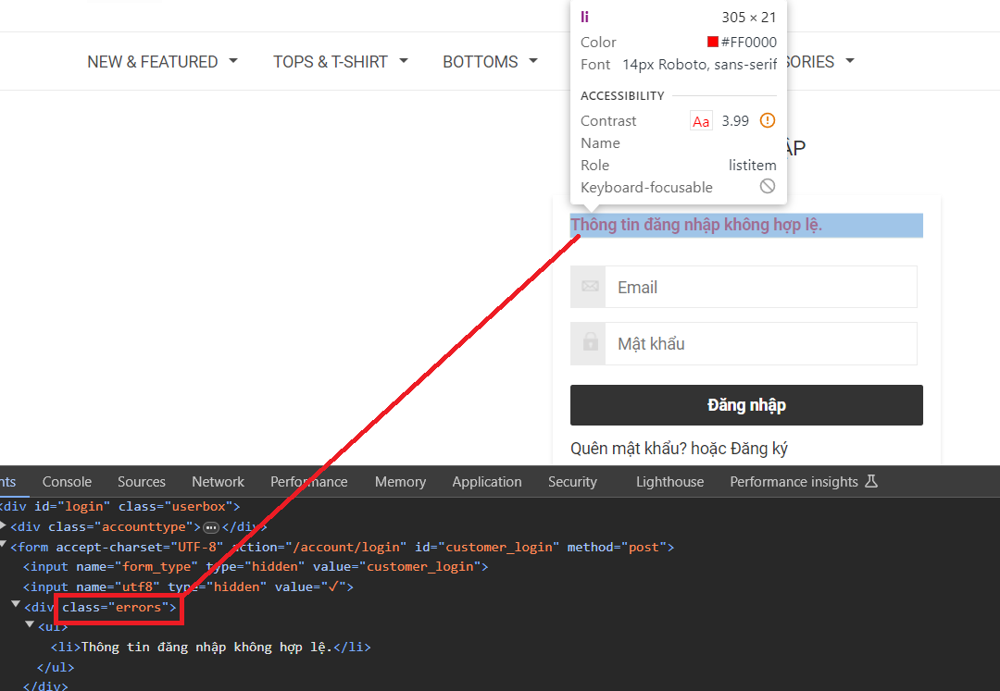 li 305 × 21
Color #FF0000
NEW & FEATURED TOPS & T-SHIRT BOTTOMS SORIES
Font 14px Roboto, sans-serif
ACCESSIBILITY
Contrast Aa 3.99
Name
ẬP
Role listitem
Keyboard-focusable
Thông tin đăng nhập không hợp lệ.
Email
Mật khẩu
Đăng nhập
Quên mật khẩu? hoặc Đăng ký
nts Console Sources Network Performance Memory Application Security Lighthouse Performance insights
<div id="login" class="userbox">
<div class="accounttype">…</div>
<form accept-charset="UTF-8" action="/account/login" id="customer_login" method="post">
<input name="form_type" type="hidden" value="customer_login">
<input name="utf8" type="hidden" value="✓">
<div class="errors">
<ul>
<li>Thông tin đăng nhập không hợp lệ.</li>
</ul>
</div>